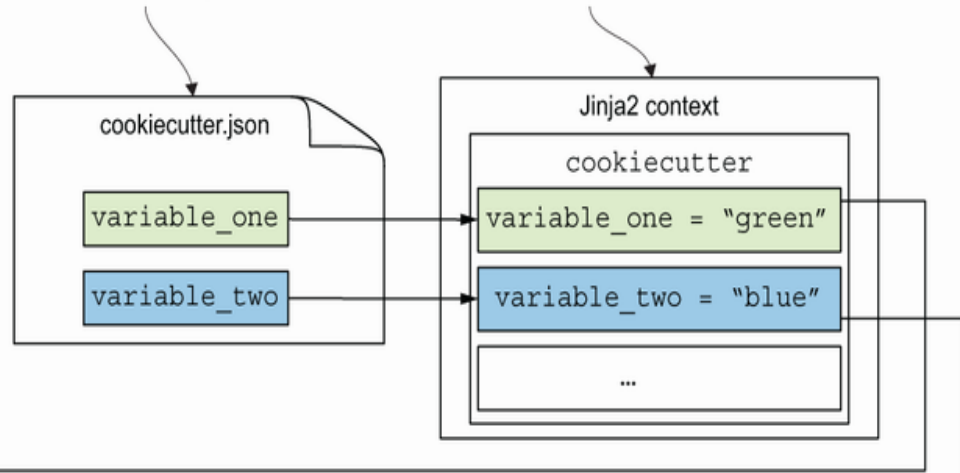 cookiecutter.json
variable_one
variable_two
Jinja2 context
cookiecutter
variable_one = “green”
variable_two = “blue”
…